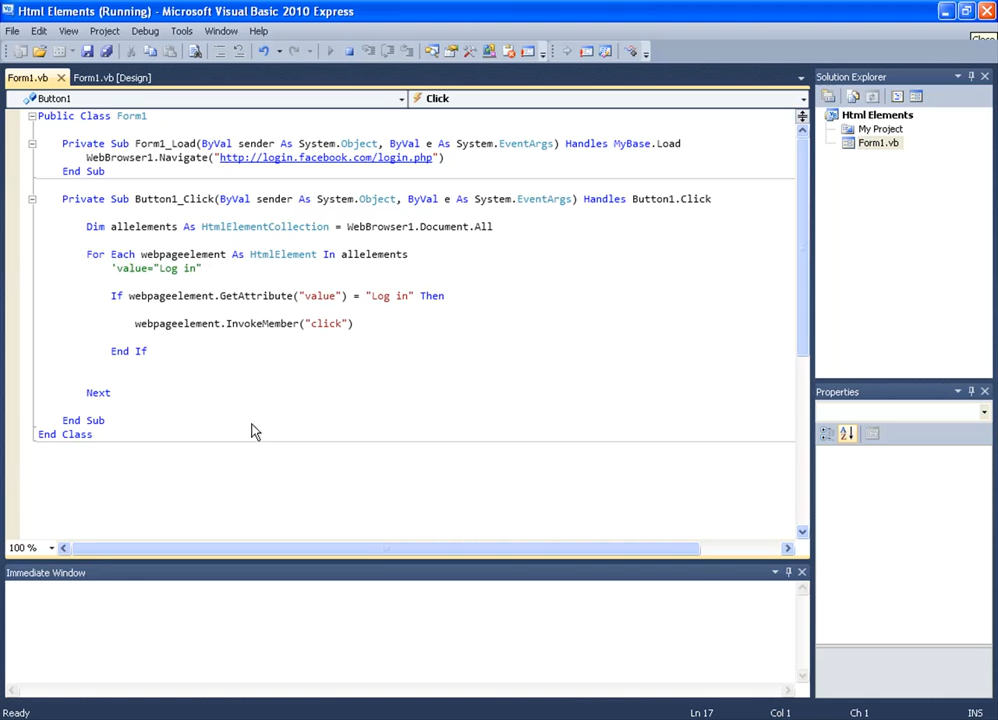 Html Elements (Running) - Microsoft Visual Basic 2010 Express
File Edit View Project Debug Tools Window Help
Close
Form1.vb Form1.vb [Design]
Button1 Click
Public Class Form1
Private Sub Form1_Load(ByVal sender As System.Object, ByVal e As System.EventArgs) Handles MyBase.Load
WebBrowser1.Navigate("http://login.facebook.com/login.php")
End Sub
Private Sub Button1_Click(ByVal sender As System.Object, ByVal e As System.EventArgs) Handles Button1.Click
Dim allelements As HtmlElementCollection = WebBrowser1.Document.All
For Each webpageelement As HtmlElement In allelements
'value="Log in"
If webpageelement.GetAttribute("value") = "Log in" Then
webpageelement.InvokeMember("click")
End If
Next
End Sub
End Class
100 %
Immediate Window
Solution Explorer
Html Elements
My Project
Form1.vb
Properties
Ready Ln 17 Col 1 Ch 1 INS